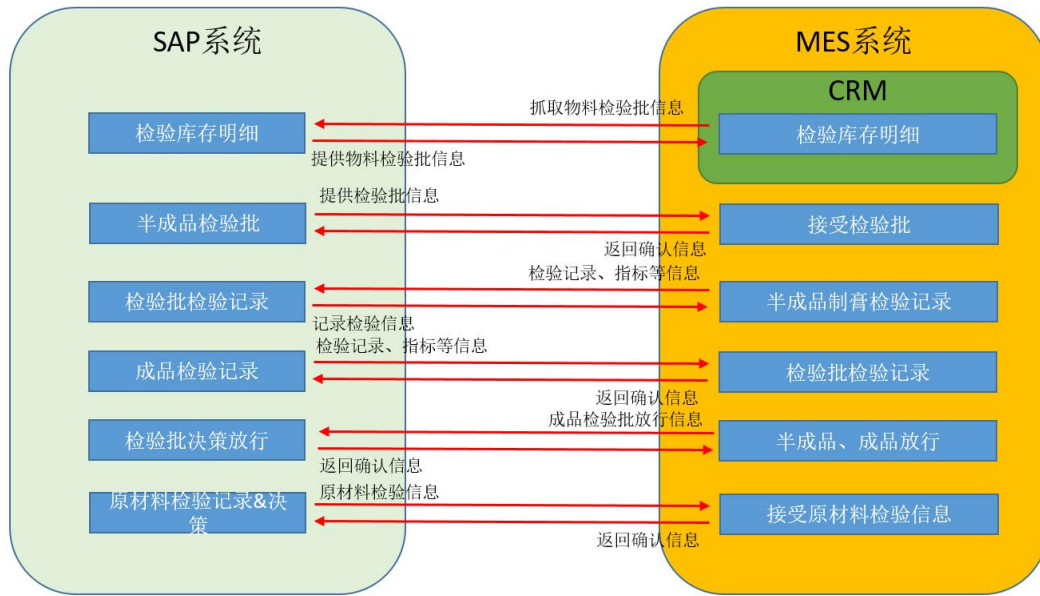 SAP系统
MES系统
CRM
抓取物料检验批信息
检验库存明细
检验库存明细
提供物料检验批信息
提供检验批信息
半成品检验批
接受检验批
返回确认信息
检验记录、指标等信息
检验批检验记录
半成品制膏检验记录
记录检验信息
检验记录、指标等信息
成品检验记录
检验批检验记录
返回确认信息
成品检验批放行信息
检验批决策放行
半成品、成品放行
返回确认信息
原材料检验信息
原材料检验记录&决
策
接受原材料检验信息
返回确认信息